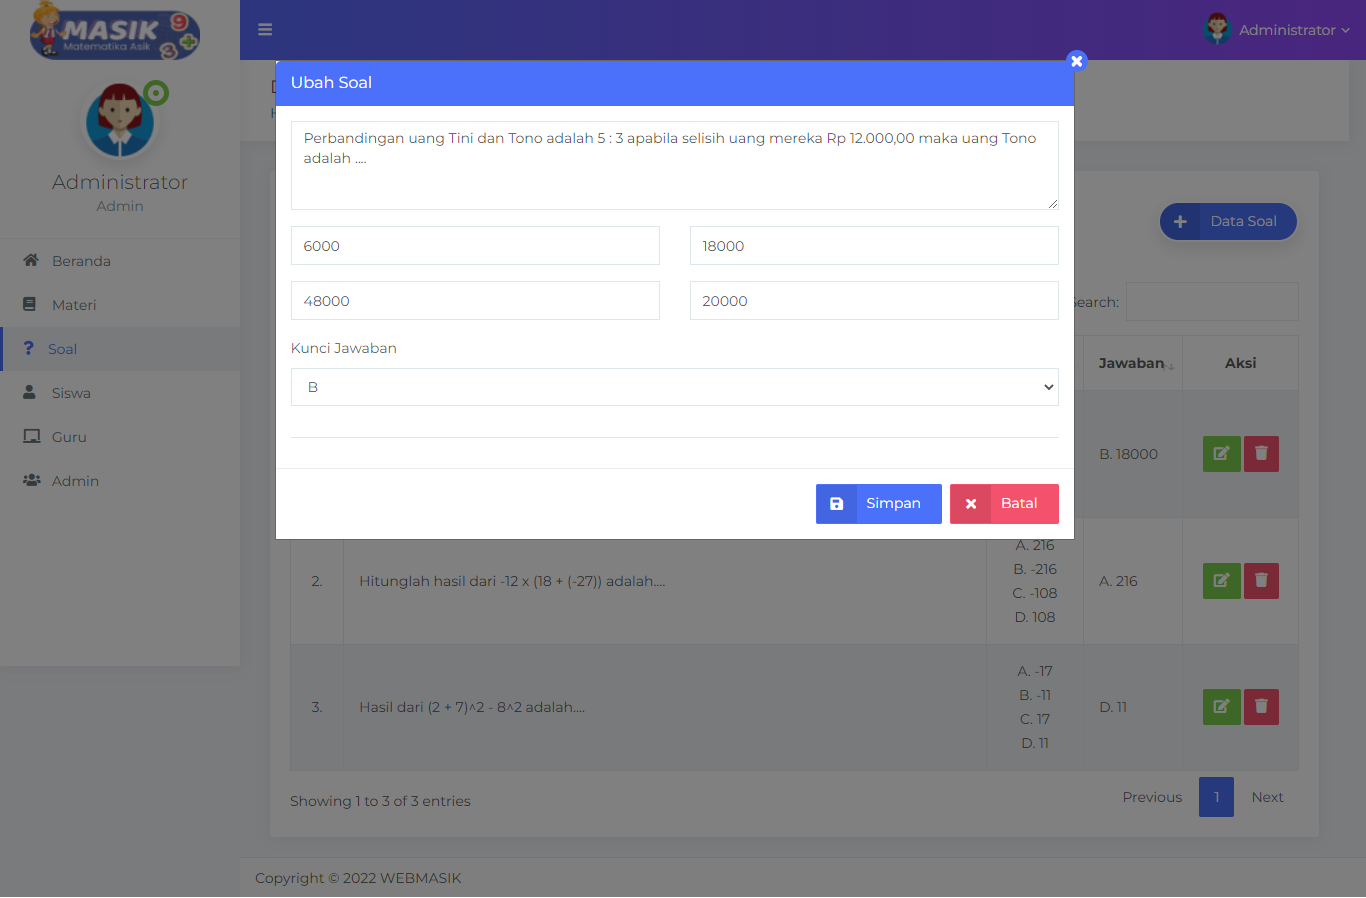 MASIK
Matematika Asik
9
3
Administrator
Administrator
Admin
Beranda
Materi
Soal
Siswa
Guru
Admin
Ubah Soal
Perbandingan uang Tini dan Tono adalah 5 : 3 apabila selisih uang mereka Rp 12.000,00 maka uang Tono
adalah ....
6000
18000
48000
20000
Kunci Jawaban
B
Simpan
Batal
Data Soal
Search:
Jawaban
Aksi
B. 18000
2.
Hitunglah hasil dari -12 x (18 + (-27)) adalah....
A. 216
B. -216
C. -108
D. 108
A. 216
3.
Hasil dari (2 + 7)^2 - 8^2 adalah....
A. -17
B. -11
C. 17
D. 11
D. 11
Showing 1 to 3 of 3 entries
Previous
1
Next
Copyright © 2022 WEBMASIK